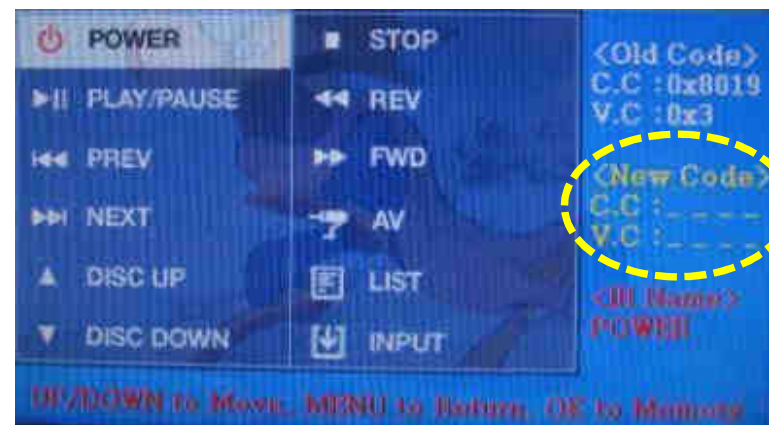 POWER
PLAY/PAUSE
PREV
NEXT
DISC UP
DISC DOWN
STOP
REV
FWD
AV
LIST
INPUT
<Old Code>
C.C :0x8019
V.C :0x3
<New Code>
C.C :_ _ _ _
V.C :_ _ _ _
<IR Name>
POWER
UP/DOWN to Move, MENU to Return, OK to Memory